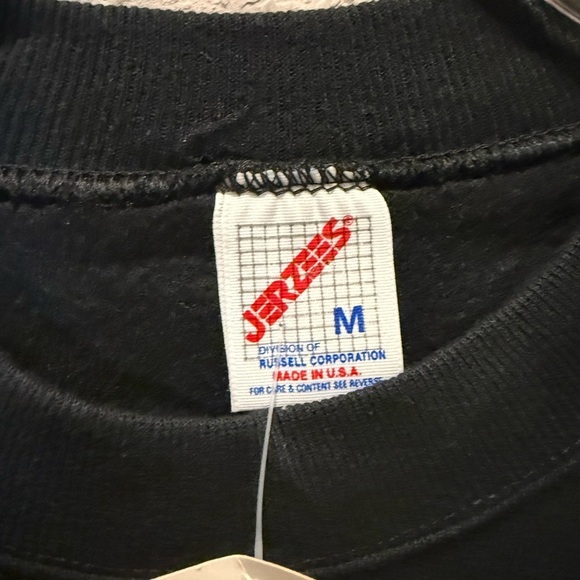 JERZEES®
M
DIVISION OF
RUSSELL CORPORATION
MADE IN U.S.A.
FOR CARE & CONTENT SEE REVERSE